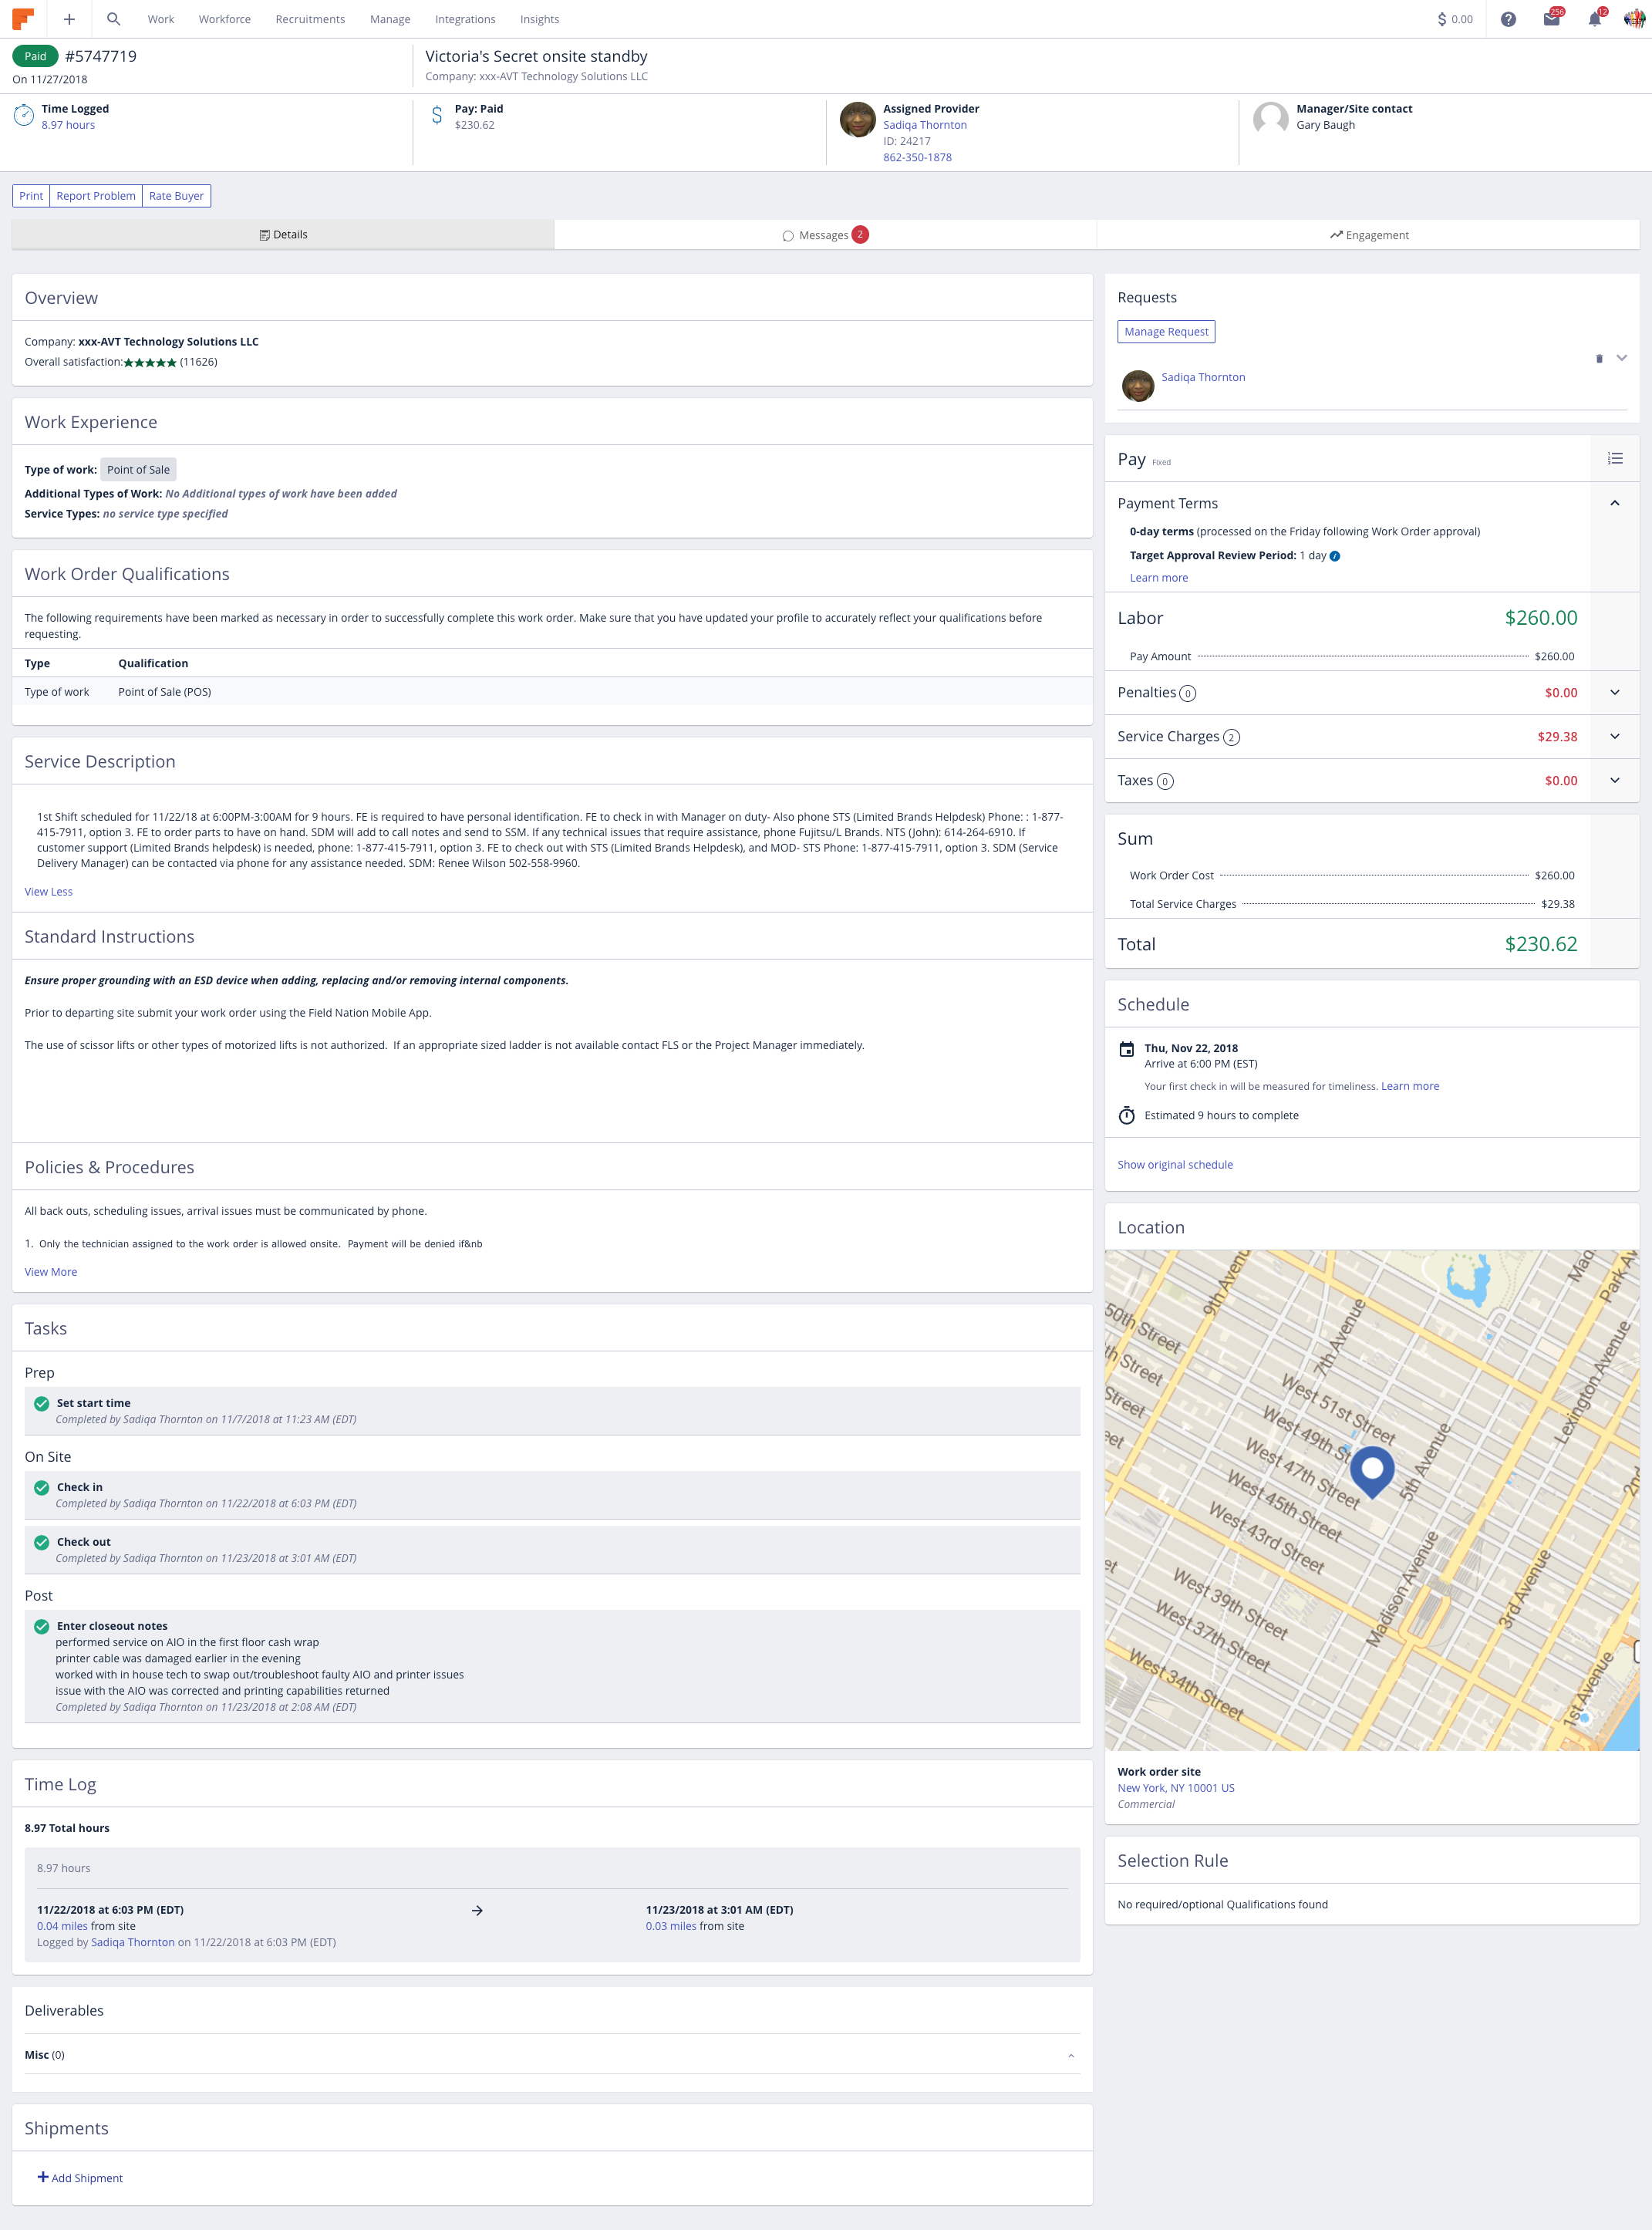 Work Workforce Recruitments Manage Integrations Insights
$ 0.00
256
12
Paid #5747719
On 11/27/2018
Victoria's Secret onsite standby
Company: xxx-AVT Technology Solutions LLC
Time Logged
8.97 hours
Pay: Paid
$230.62
Assigned Provider
Sadiqa Thornton
ID: 24217
862-350-1878
Manager/Site contact
Gary Baugh
Print Report Problem Rate Buyer
Details
Messages 2
Engagement
Overview
Company: xxx-AVT Technology Solutions LLC
Overall satisfaction:★★★★★ (11626)
Work Experience
Type of work: Point of Sale
Additional Types of Work: No Additional types of work have been added
Service Types: no service type specified
Work Order Qualifications
The following requirements have been marked as necessary in order to successfully complete this work order. Make sure that you have updated your profile to accurately reflect your qualifications before
requesting.
Type Qualification
Type of work Point of Sale (POS)
Service Description
1st Shift scheduled for 11/22/18 at 6:00PM-3:00AM for 9 hours. FE is required to have personal identification. FE to check in with Manager on duty- Also phone STS (Limited Brands Helpdesk) Phone: : 1-877-
415-7911, option 3. FE to order parts to have on hand. SDM will add to call notes and send to SSM. If any technical issues that require assistance, phone Fujitsu/L Brands. NTS (John): 614-264-6910. If
customer support (Limited Brands helpdesk) is needed, phone: 1-877-415-7911, option 3. FE to check out with STS (Limited Brands Helpdesk), and MOD- STS Phone: 1-877-415-7911, option 3. SDM (Service
Delivery Manager) can be contacted via phone for any assistance needed. SDM: Renee Wilson 502-558-9960.
View Less
Standard Instructions
Ensure proper grounding with an ESD device when adding, replacing and/or removing internal components.
Prior to departing site submit your work order using the Field Nation Mobile App.
The use of scissor lifts or other types of motorized lifts is not authorized. If an appropriate sized ladder is not available contact FLS or the Project Manager immediately.
Policies & Procedures
All back outs, scheduling issues, arrival issues must be communicated by phone.
1. Only the technician assigned to the work order is allowed onsite. Payment will be denied if&nb
View More
Tasks
Prep
Set start time
Completed by Sadiqa Thornton on 11/7/2018 at 11:23 AM (EDT)
On Site
Check in
Completed by Sadiqa Thornton on 11/22/2018 at 6:03 PM (EDT)
Check out
Completed by Sadiqa Thornton on 11/23/2018 at 3:01 AM (EDT)
Post
Enter closeout notes
performed service on AIO in the first floor cash wrap
printer cable was damaged earlier in the evening
worked with in house tech to swap out/troubleshoot faulty AIO and printer issues
issue with the AIO was corrected and printing capabilities returned
Completed by Sadiqa Thornton on 11/23/2018 at 2:08 AM (EDT)
Time Log
8.97 Total hours
8.97 hours
11/22/2018 at 6:03 PM (EDT) → 11/23/2018 at 3:01 AM (EDT)
0.04 miles from site 0.03 miles from site
Logged by Sadiqa Thornton on 11/22/2018 at 6:03 PM (EDT)
Deliverables
Misc (0)
Shipments
Add Shipment
Requests
Manage Request
Sadiqa Thornton
Pay Fixed
Payment Terms
0-day terms (processed on the Friday following Work Order approval)
Target Approval Review Period: 1 day
Learn more
Labor $260.00
Pay Amount $260.00
Penalties 0 $0.00
Service Charges 2 $29.38
Taxes 0 $0.00
Sum
Work Order Cost $260.00
Total Service Charges $29.38
Total $230.62
Schedule
Thu, Nov 22, 2018
Arrive at 6:00 PM (EST)
Your first check in will be measured for timeliness. Learn more
Estimated 9 hours to complete
Show original schedule
Location
9th Avenu
Mad
Park Av
50th Street
th Street
Street
7th Avenue
West 51st Street
West 49th St
West 47th Street
West 45th Street
West 43rd Street
5th Avenue
Lexington Avenue
2nd
eet
et
West 39th Street
West 37th Street
West 34th Street
Madison Avenue
3rd Avenue
1st Avenue
Work order site
New York, NY 10001 US
Commercial
Selection Rule
No required/optional Qualifications found